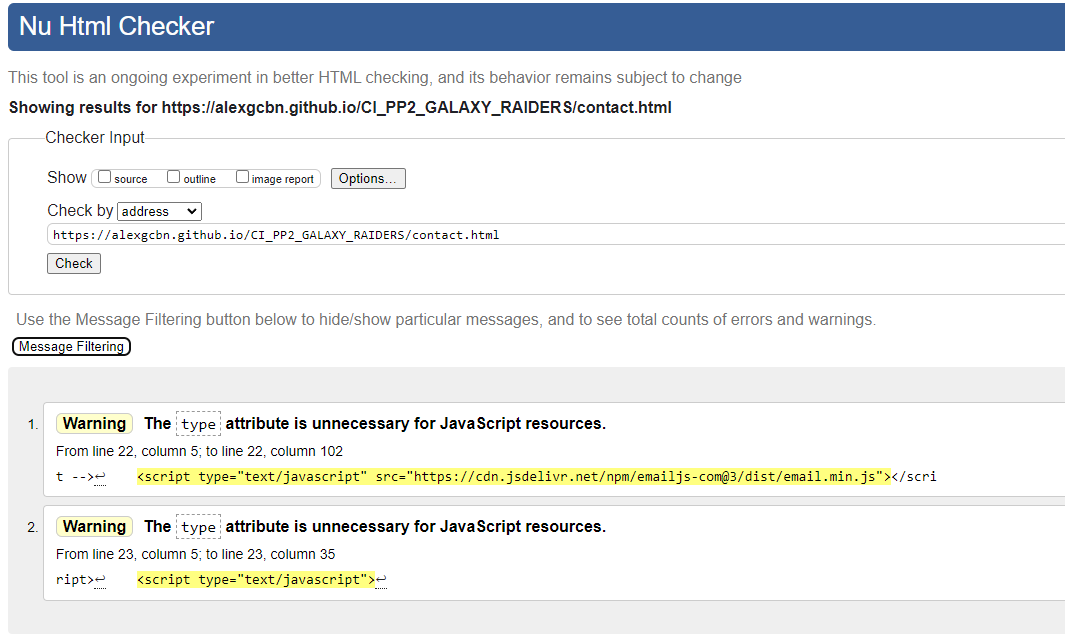 Nu Html Checker
This tool is an ongoing experiment in better HTML checking, and its behavior remains subject to change
Showing results for https://alexgcbn.github.io/CI_PP2_GALAXY_RAIDERS/contact.html
Checker Input
Show source outline image report Options...
Check by address
https://alexgcbn.github.io/CI_PP2_GALAXY_RAIDERS/contact.html
Check
Use the Message Filtering button below to hide/show particular messages, and to see total counts of errors and warnings.
Message Filtering
1. Warning The type attribute is unnecessary for JavaScript resources.
From line 22, column 5; to line 22, column 102
t -->↩ <script type="text/javascript" src="https://cdn.jsdelivr.net/npm/emailjs-com@3/dist/email.min.js"></scri
2. Warning The type attribute is unnecessary for JavaScript resources.
From line 23, column 5; to line 23, column 35
ript>↩ <script type="text/javascript">↩